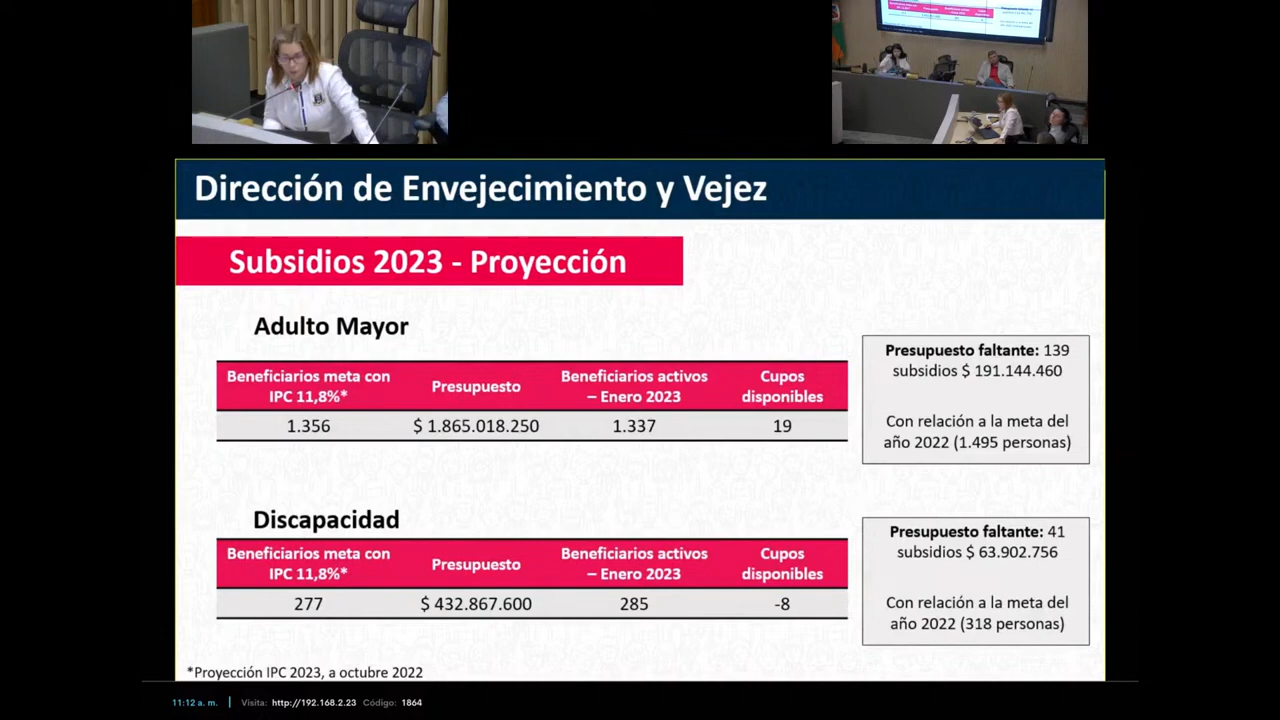 Dirección de Envejecimiento y Vejez
Subsidios 2023 - Proyección
Adulto Mayor
Beneficiarios meta con
IPC 11,8%*
Presupuesto
Beneficiarios activos
– Enero 2023
Cupos
disponibles
1.356
$ 1.865.018.250
1.337
19
Presupuesto faltante: 139
subsidios $ 191.144.460
Con relación a la meta del
año 2022 (1.495 personas)
Discapacidad
Beneficiarios meta con
IPC 11,8%*
Presupuesto
Beneficiarios activos
– Enero 2023
Cupos
disponibles
277
$ 432.867.600
285
-8
Presupuesto faltante: 41
subsidios $ 63.902.756
Con relación a la meta del
año 2022 (318 personas)
*Proyección IPC 2023, a octubre 2022
11:12 a. m. | Visita: http://192.168.2.23 Código: 1864